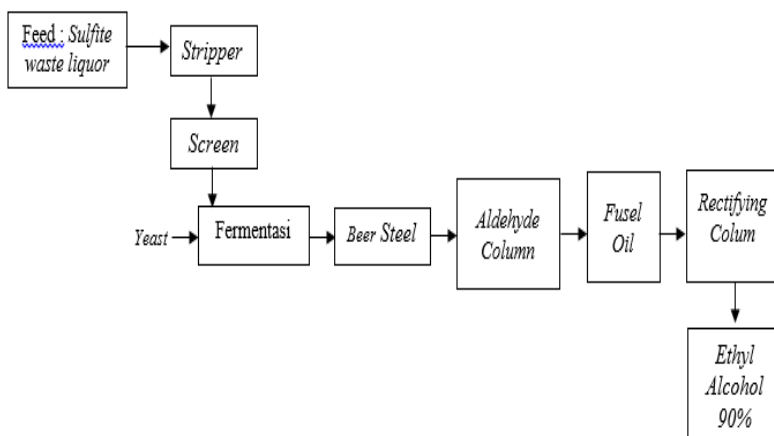 Feed : Sulfite
waste liquor
Stripper
Screen
Yeast
Fermentasi
Beer Steel
Aldehyde
Column
Fusel
Oil
Rectifying
Colum
Ethyl
Alcohol
90%